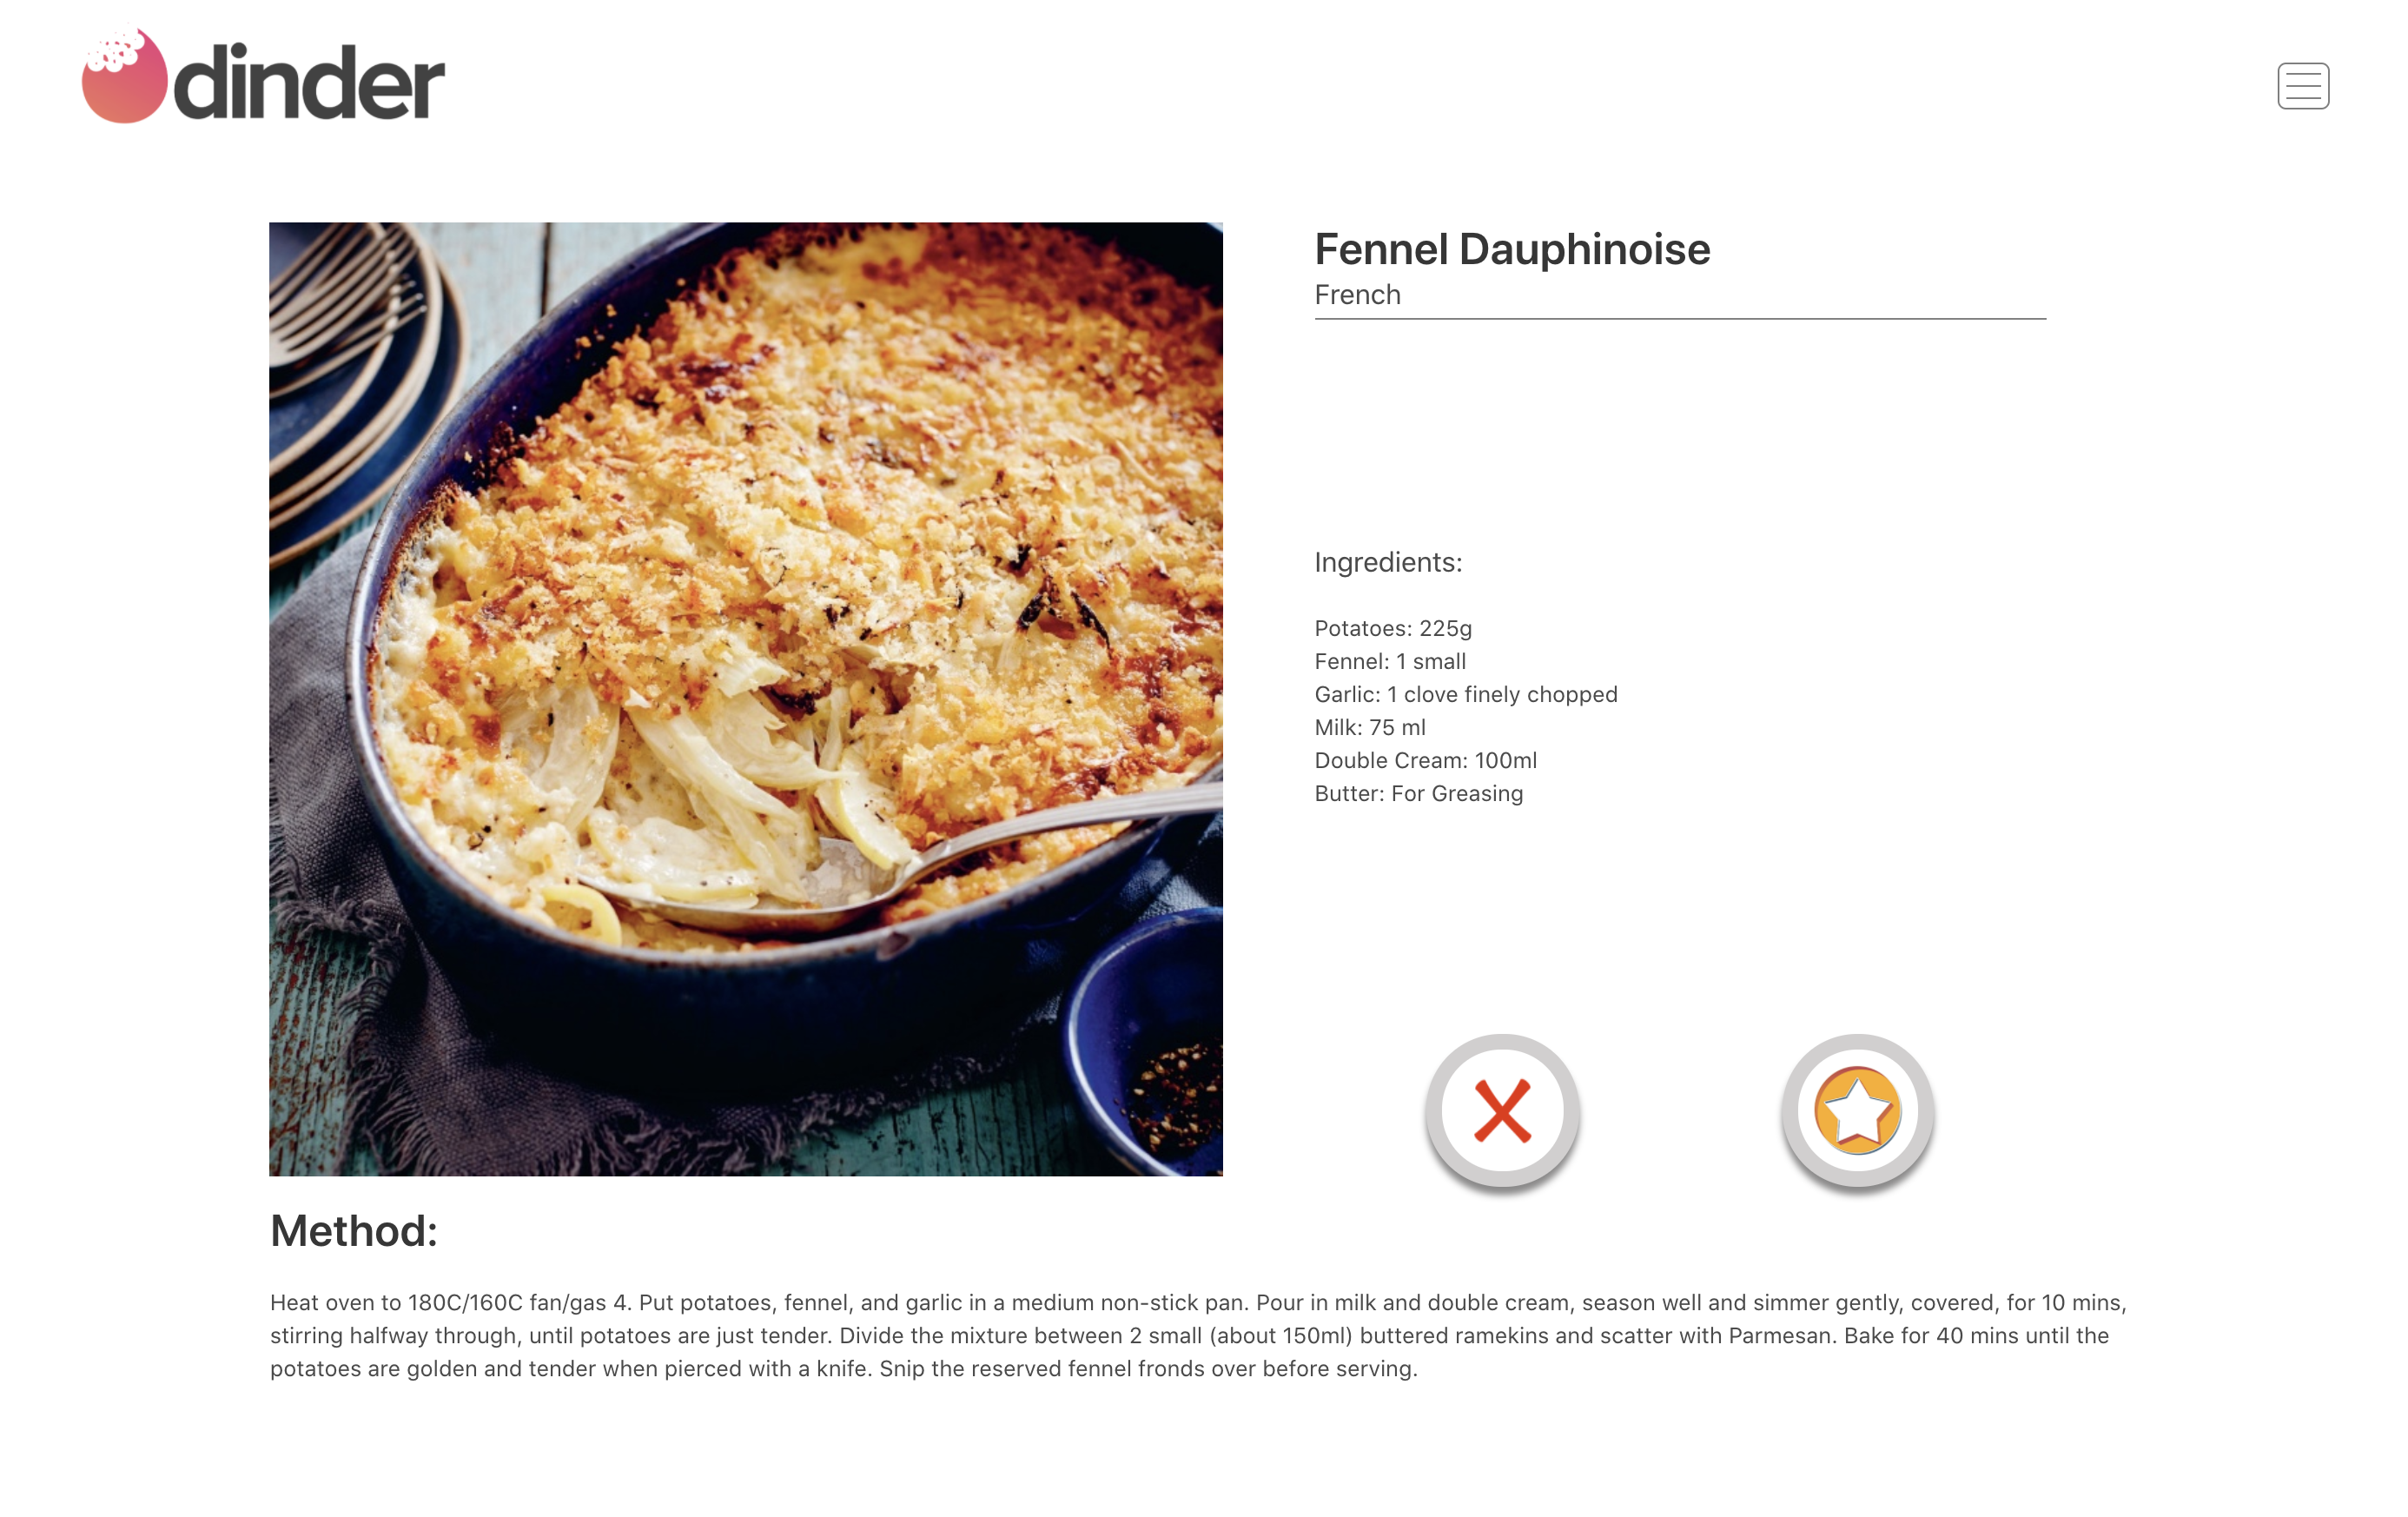 dinder
Fennel Dauphinoise
French
Ingredients:
Potatoes: 225g
Fennel: 1 small
Garlic: 1 clove finely chopped
Milk: 75 ml
Double Cream: 100ml
Butter: For Greasing
Method:
Heat oven to 180C/160C fan/gas 4. Put potatoes, fennel, and garlic in a medium non-stick pan. Pour in milk and double cream, season well and simmer gently, covered, for 10 mins,
stirring halfway through, until potatoes are just tender. Divide the mixture between 2 small (about 150ml) buttered ramekins and scatter with Parmesan. Bake for 40 mins until the
potatoes are golden and tender when pierced with a knife. Snip the reserved fennel fronds over before serving.